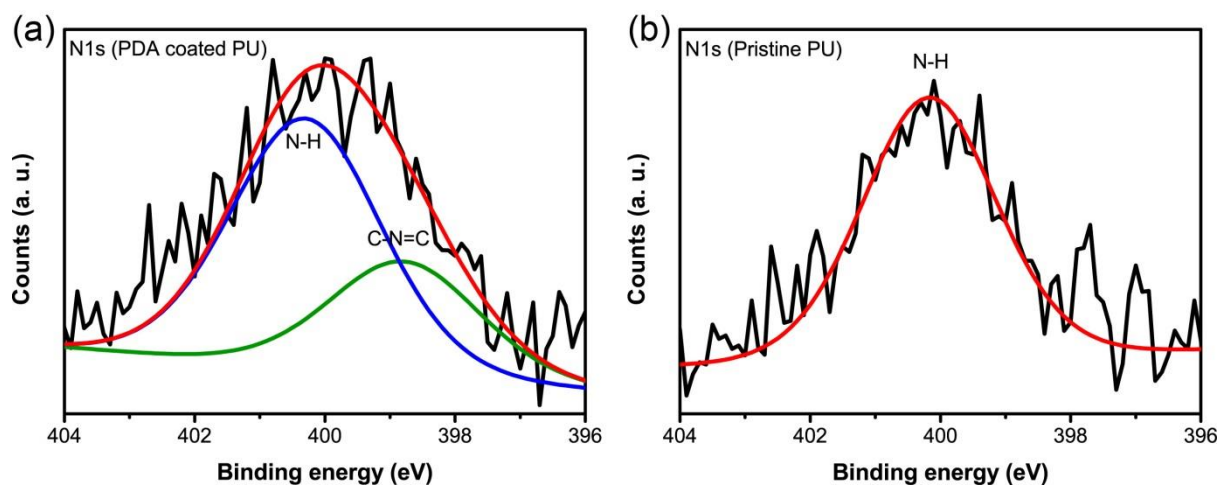 (a)
N1s (PDA coated PU)
N-H
C-N=C
Counts (a. u.)
404 402 400 398 396
Binding energy (eV)
(b)
N1s (Pristine PU)
N-H
Counts (a. u.)
404 402 400 398 396
Binding energy (eV)